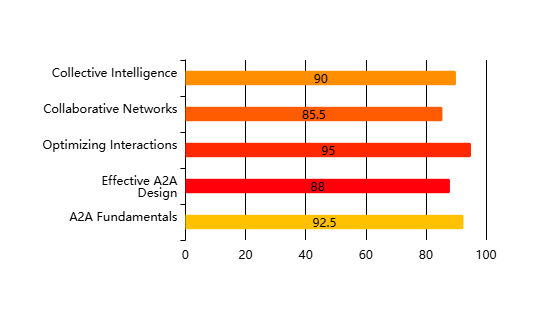 Collective Intelligence
90
Collaborative Networks
85.5
Optimizing Interactions
95
Effective A2A
Design
88
A2A Fundamentals
92.5
0 20 40 60 80 100